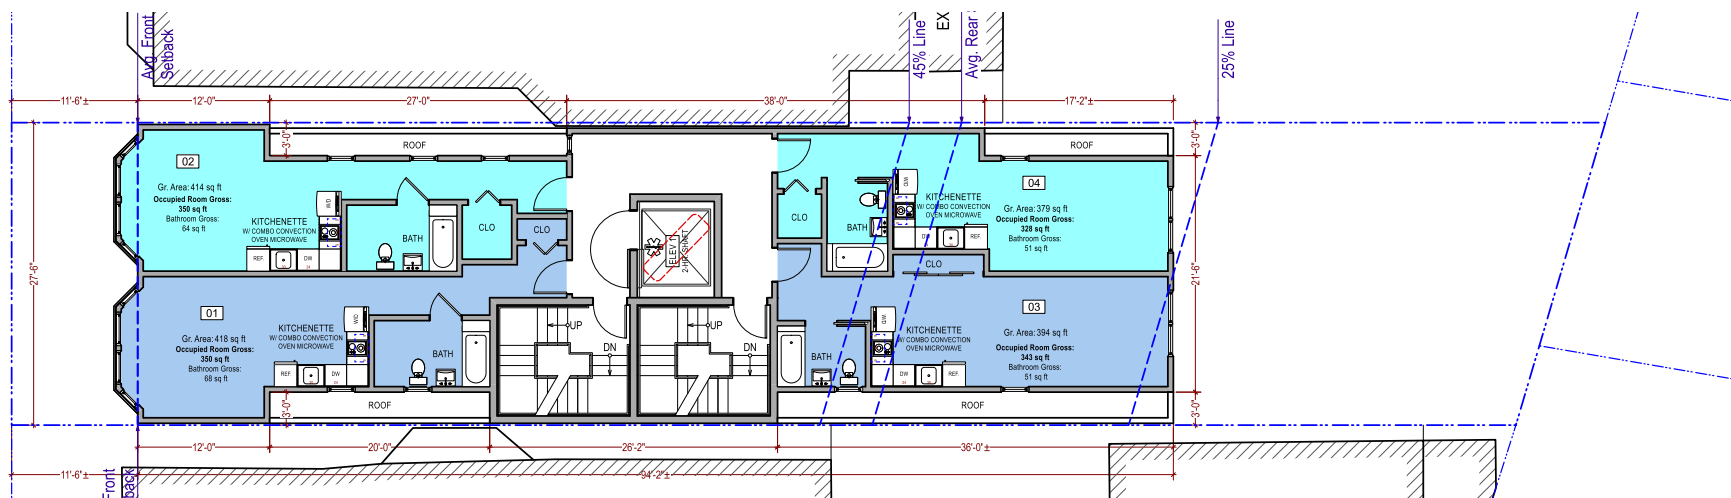 Avg. Front
Setback
45% Line
EX
Avg. Rear
25% Line
11'-6"±
12'-0"
27'-0"
38'-0"
17'-2"±
3'-0"
ROOF
ROOF
3'-0"
02
Gr. Area: 414 sq ft
Occupied Room Gross:
350 sq ft
Bathroom Gross:
64 sq ft
KITCHENETTE
W/ COMBO CONVECTION
OVEN MICROWAVE
W/D
REF.
DW
BATH
CLO
CLO
ELEV 1
2-HR SHAFT
CLO
BATH
D/W
KITCHENETTE
W/ COMBO CONVECTION
OVEN MICROWAVE
DW
REF.
04
Gr. Area: 379 sq ft
Occupied Room Gross:
328 sq ft
Bathroom Gross:
51 sq ft
27'-6"
21'-6"
01
Gr. Area: 418 sq ft
Occupied Room Gross:
350 sq ft
Bathroom Gross:
68 sq ft
KITCHENETTE
W/ COMBO CONVECTION
OVEN MICROWAVE
W/D
REF.
DW
BATH
UP
DN
UP
DN
BATH
CLO
D/W
KITCHENETTE
W/ COMBO CONVECTION
OVEN MICROWAVE
DW
REF.
03
Gr. Area: 394 sq ft
Occupied Room Gross:
343 sq ft
Bathroom Gross:
51 sq ft
3'-0"
ROOF
ROOF
3'-0"
12'-0"
20'-0"
26'-2"
36'-0"
11'-6"±
94'-2"±
Front
back